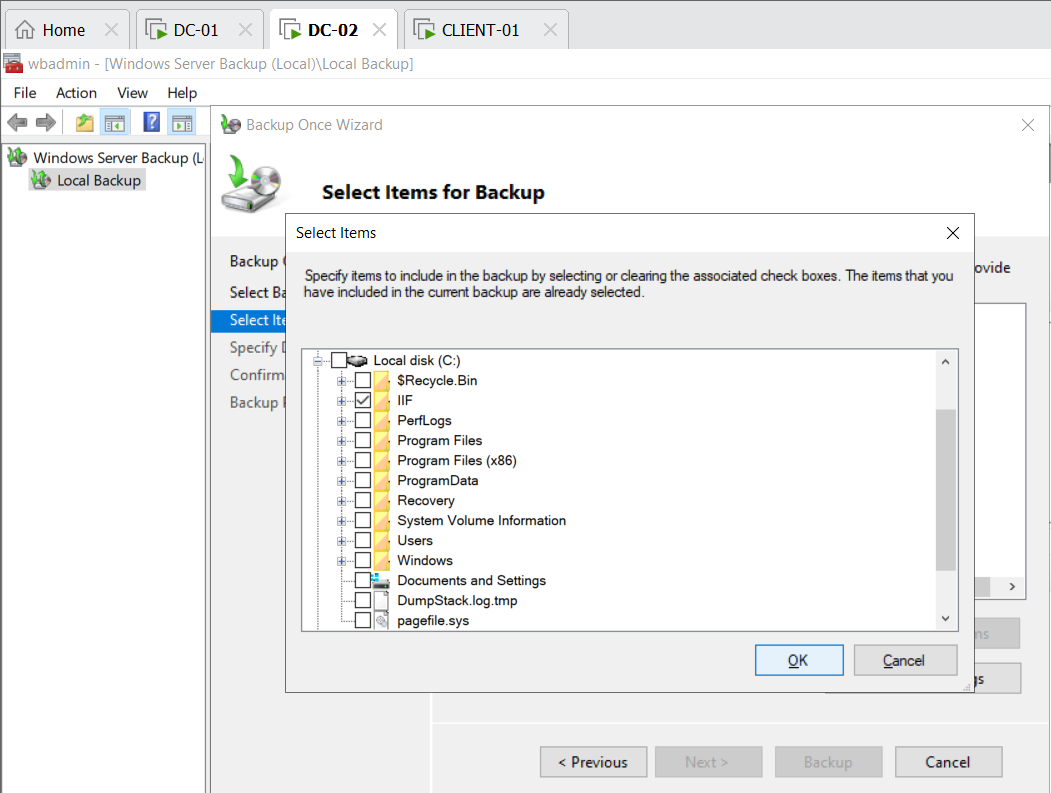 Home
DC-01
DC-02
CLIENT-01
wbadmin - [Windows Server Backup (Local)\Local Backup]
File Action View Help
Windows Server Backup (L
Local Backup
Backup Once Wizard
Select Items for Backup
Backup
Select Ba
Select Ite
Specify
Confirm
Backup
ovide
Select Items
Specify items to include in the backup by selecting or clearing the associated check boxes. The items that you
have included in the current backup are already selected.
Local disk (C:)
$Recycle.Bin
IIF
PerfLogs
Program Files
Program Files (x86)
ProgramData
Recovery
System Volume Information
Users
Windows
Documents and Settings
DumpStack.log.tmp
pagefile.sys
OK Cancel
ns
gs
< Previous Next > Backup Cancel